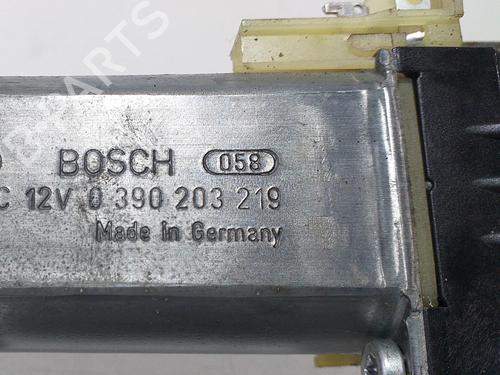 BOSCH 058
C 12V 0 390 203 219
Made in Germany